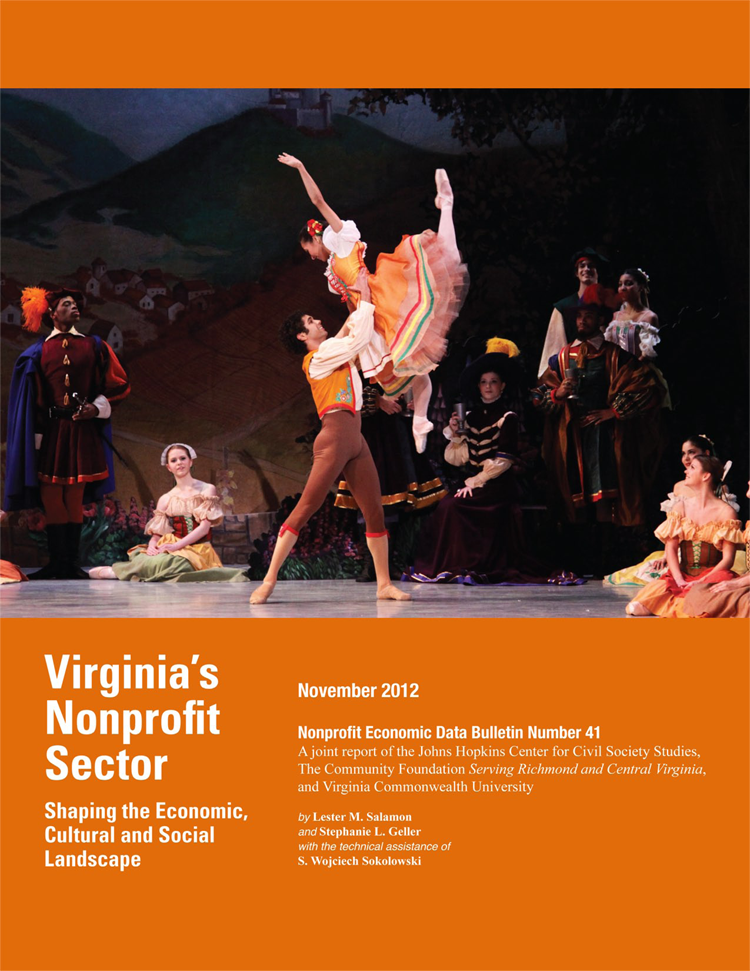 Virginia’s
Nonprofit
Sector
Shaping the Economic,
Cultural and Social
Landscape
November 2012
Nonprofit Economic Data Bulletin Number 41
A joint report of the Johns Hopkins Center for Civil Society Studies,
The Community Foundation Serving Richmond and Central Virginia,
and Virginia Commonwealth University
by Lester M. Salamon
and Stephanie L. Geller
with the technical assistance of
S. Wojciech Sokolowski